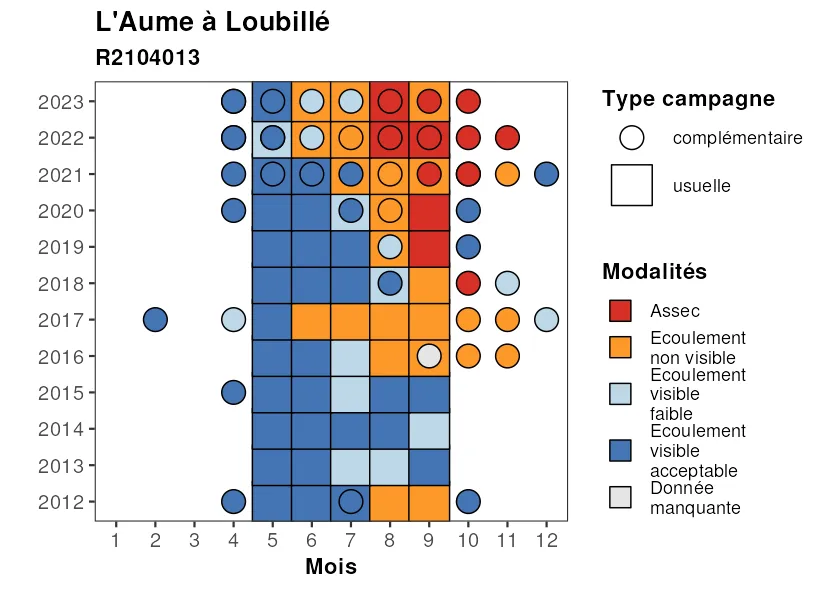 L'Aume à Loubillé
R2104013
2023
2022
2021
2020
2019
2018
2017
2016
2015
2014
2013
2012
1 2 3 4 5 6 7 8 9 10 11 12
Mois
Type campagne
complémentaire
usuelle
Modalités
Assec
Ecoulement
non visible
Ecoulement
visible
faible
Ecoulement
visible
acceptable
Donnée
manquante